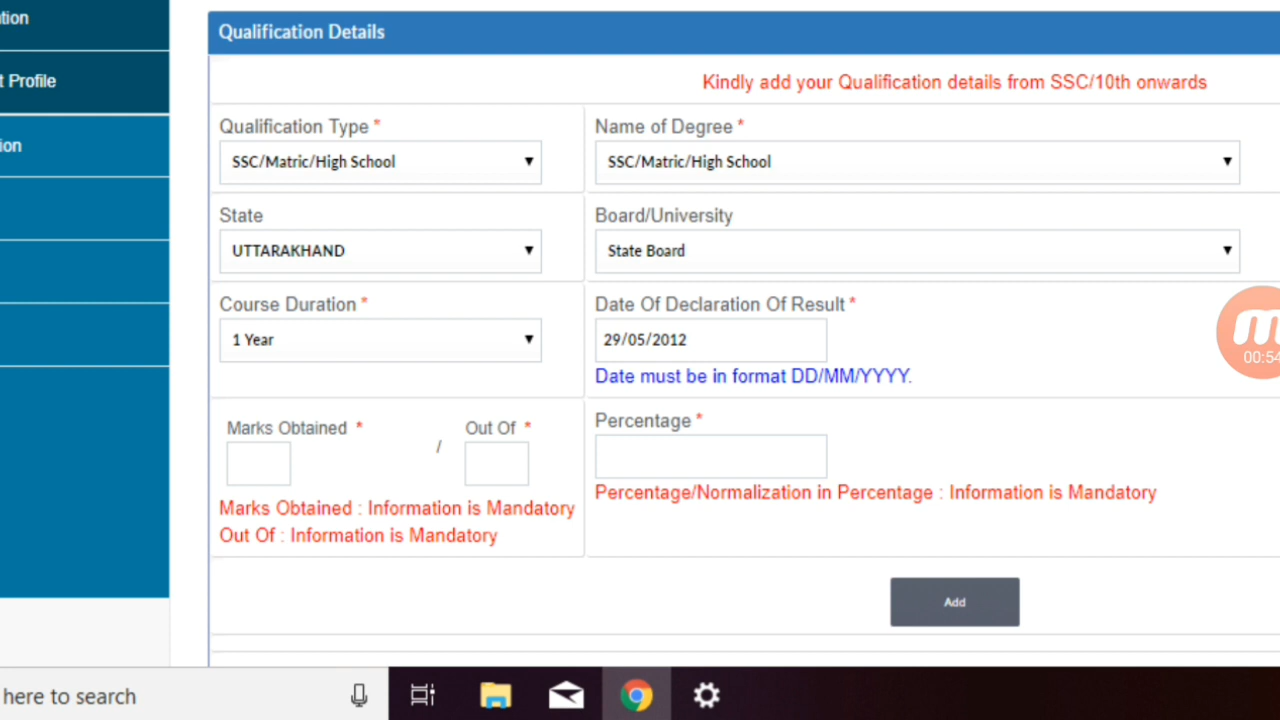 tion
Qualification Details
t Profile
Kindly add your Qualification details from SSC/10th onwards
Qualification Type *
Name of Degree *
ion
SSC/Matric/High School
SSC/Matric/High School
State
Board/University
UTTARAKHAND
State Board
Course Duration *
Date Of Declaration Of Result *
1 Year
29/05/2012
00:54
Date must be in format DD/MM/YYYY.
Marks Obtained *
/
Out Of *
Percentage *
Percentage/Normalization in Percentage : Information is Mandatory
Marks Obtained : Information is Mandatory
Out Of : Information is Mandatory
Add
here to search